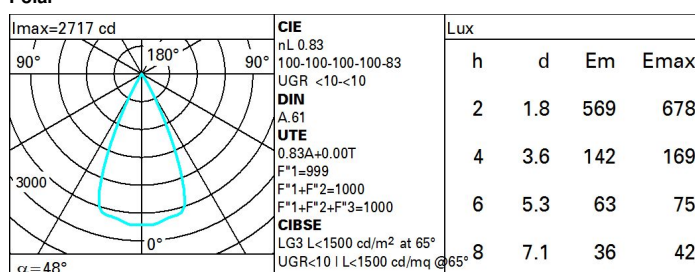 Polar
Imax=2717 cd
90° 180° 90°
3000
0°
α=48°
CIE
nL 0.83
100-100-100-100-83
UGR <10-<10
DIN
A.61
UTE
0.83A+0.00T
F"1=999
F"1+F"2=1000
F"1+F"2+F"3=1000
CIBSE
LG3 L<1500 cd/m² at 65°
UGR<10 | L<1500 cd/mq @65°
Lux
h d Em Emax
2 1.8 569 678
4 3.6 142 169
6 5.3 63 75
8 7.1 36 42